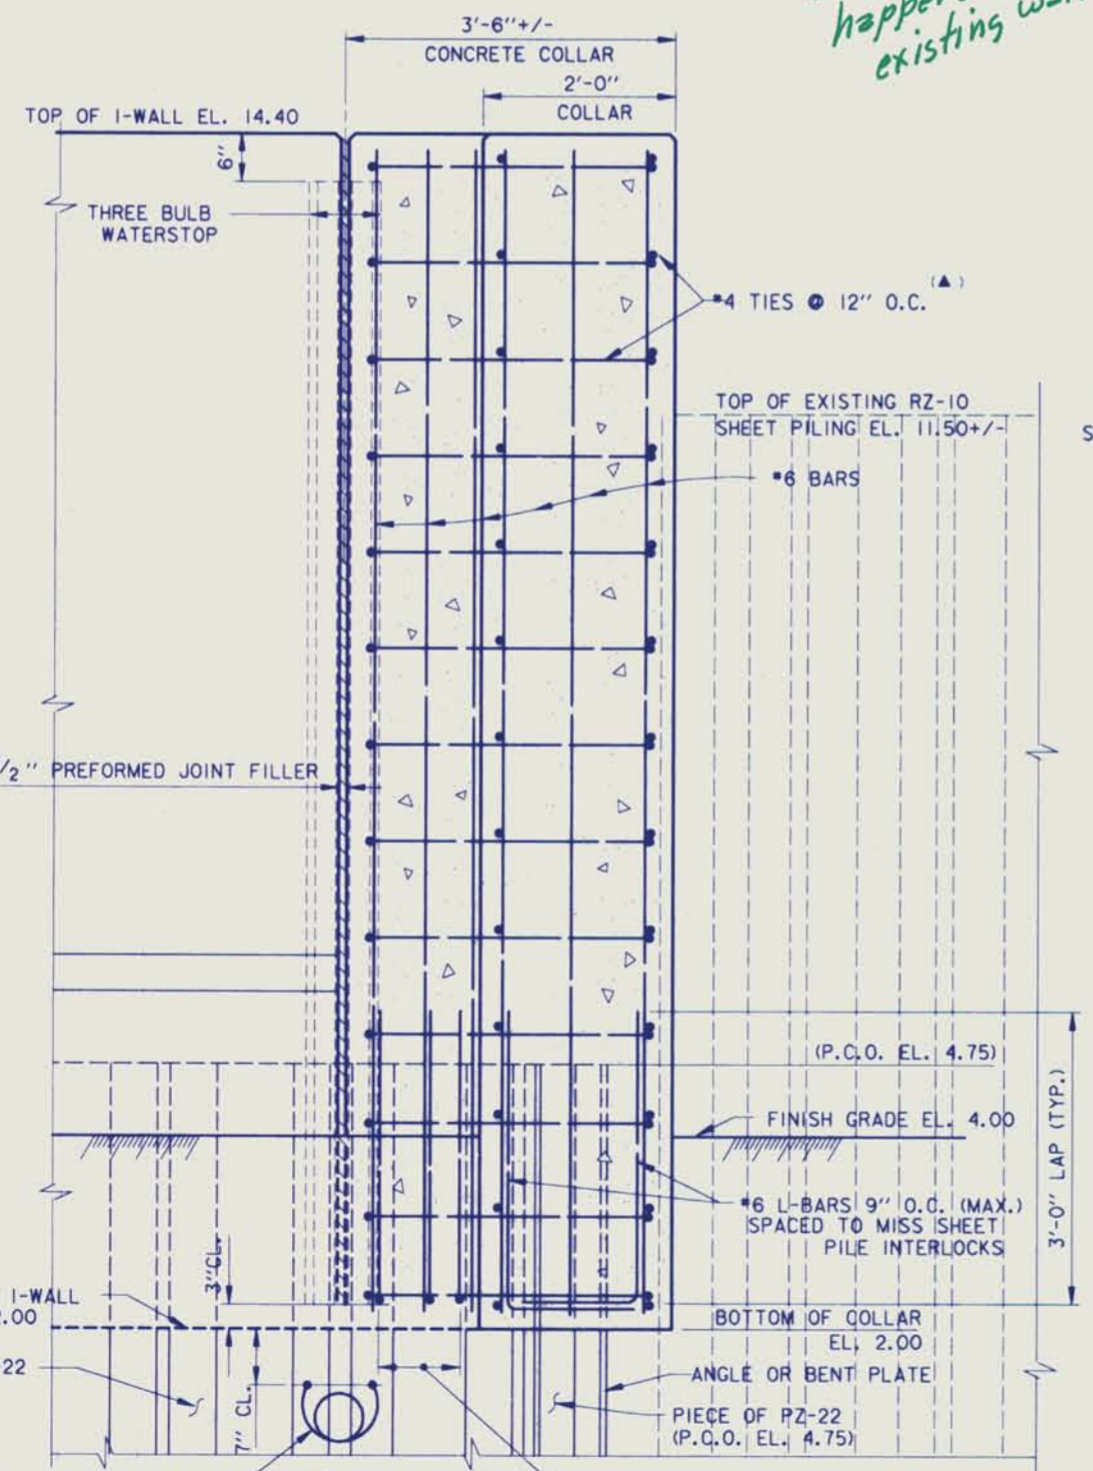 happen
existing wall
3'-6"+/-
CONCRETE COLLAR
2'-0"
COLLAR
TOP OF I-WALL EL. 14.40
6"
THREE BULB
WATERSTOP
(▲)
#4 TIES @ 12" O.C.
TOP OF EXISTING RZ-10
SHEET PILING EL. 11.50+/-
S
#6 BARS
/2" PREFORMED JOINT FILLER
(P.C.O. EL. 4.75)
FINISH GRADE EL. 4.00
3'-0" LAP (TYP.)
#6 L-BARS 9" O.C. (MAX.)
SPACED TO MISS SHEET
PILE INTERLOCKS
3"CL.
I-WALL
2.00
BOTTOM OF COLLAR
EL. 2.00
-22
ANGLE OR BENT PLATE
7" CL.
PIECE OF PZ-22
(P.C.O. EL. 4.75)